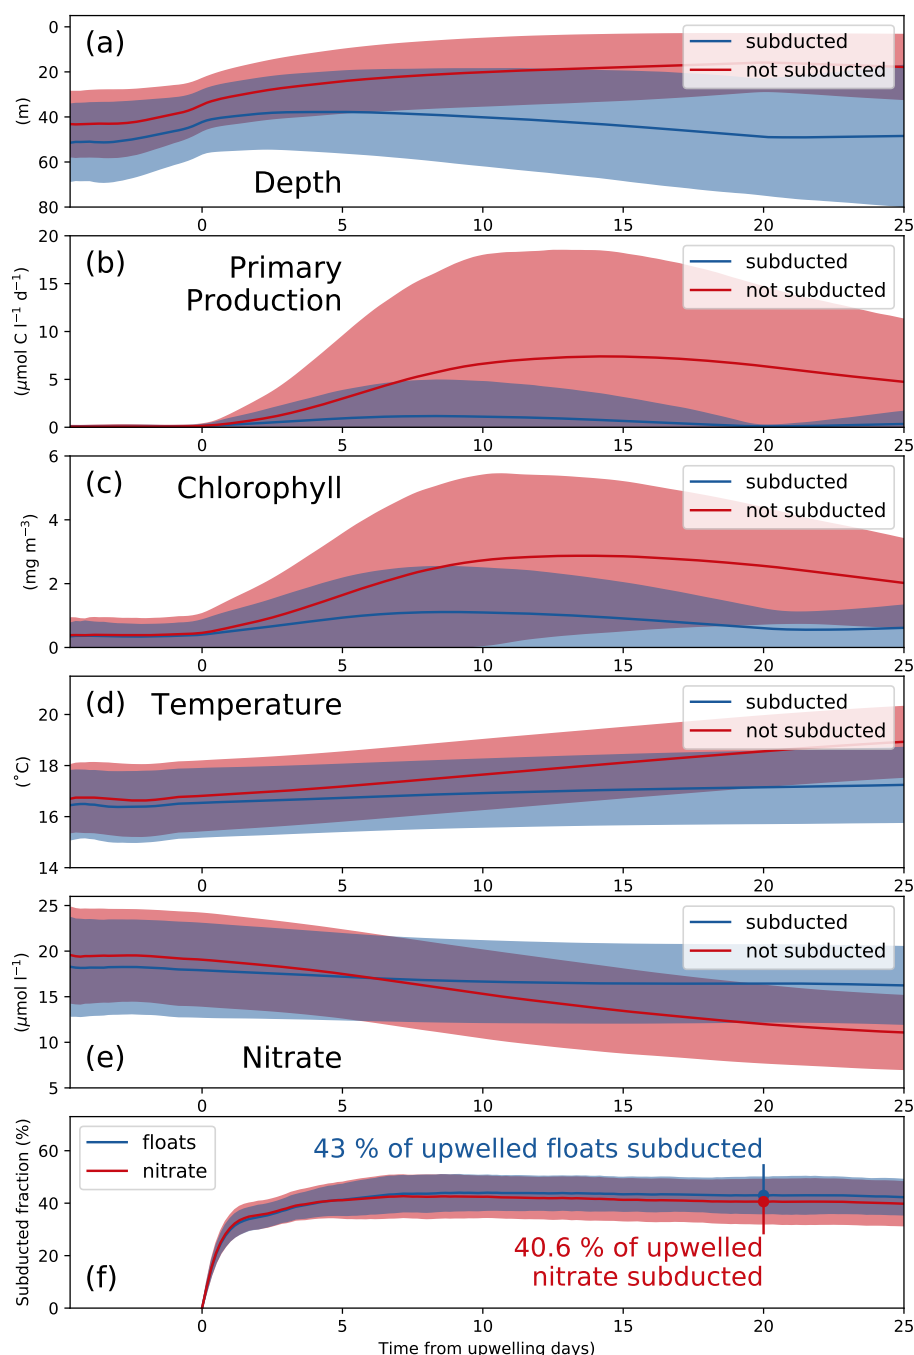 (a)
0
20
40
60
80
(m)
subducted
not subducted
Depth
0 5 10 15 20 25
(b)
Primary
Production
20
15
10
5
0
(μmol C l⁻¹ d⁻¹)
subducted
not subducted
0 5 10 15 20 25
(c)
Chlorophyll
6
4
2
0
(mg m⁻³)
subducted
not subducted
0 5 10 15 20 25
(d)
Temperature
20
18
16
14
(˚C)
subducted
not subducted
0 5 10 15 20 25
25
20
15
10
5
(μmol l⁻¹)
subducted
not subducted
(e)
Nitrate
0 5 10 15 20 25
60
40
20
0
Subducted fraction (%)
floats
nitrate
43 % of upwelled floats subducted
40.6 % of upwelled
nitrate subducted
(f)
0 5 10 15 20 25
Time from upwelling days)